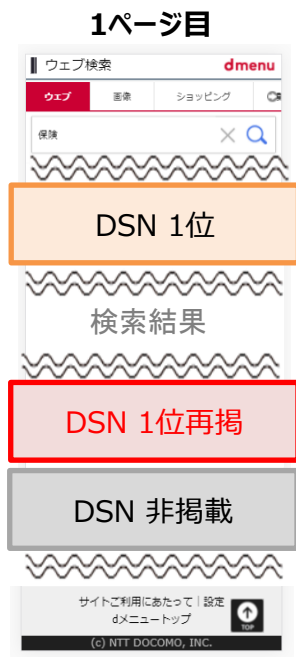 1ページ目
ウェブ検索 dmenu
ウェブ 画像 ショッピング
保険
DSN 1位
検索結果
DSN 1位再掲
DSN 非掲載
サイトご利用にあたって｜設定
dメニュートップ
TOP
(c) NTT DOCOMO, INC.